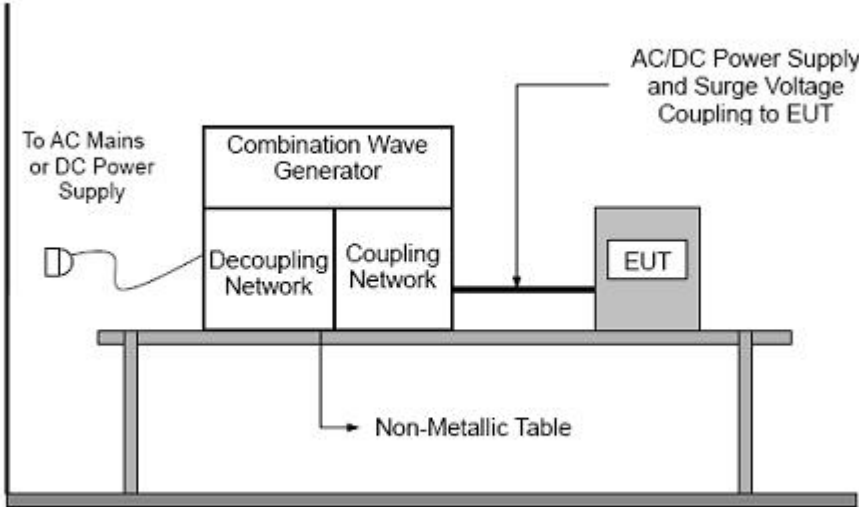 AC/DC Power Supply
and Surge Voltage
Coupling to EUT
To AC Mains
or DC Power
Supply
Combination Wave
Generator
Decoupling
Network
Coupling
Network
EUT
Non-Metallic Table